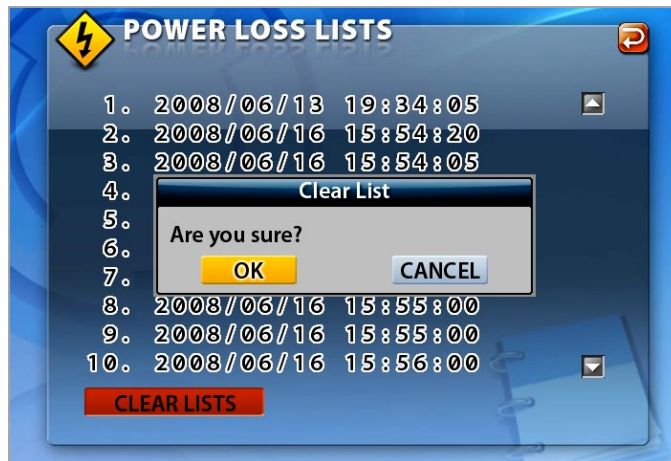 POWER LOSS LISTS
1. 2008/06/13 19:34:05
2. 2008/06/16 15:54:20
3. 2008/06/16 15:54:05
4.
5.
6.
7.
Clear List
Are you sure?
OK CANCEL
8. 2008/06/16 15:55:00
9. 2008/06/16 15:55:00
10. 2008/06/16 15:56:00
CLEAR LISTS